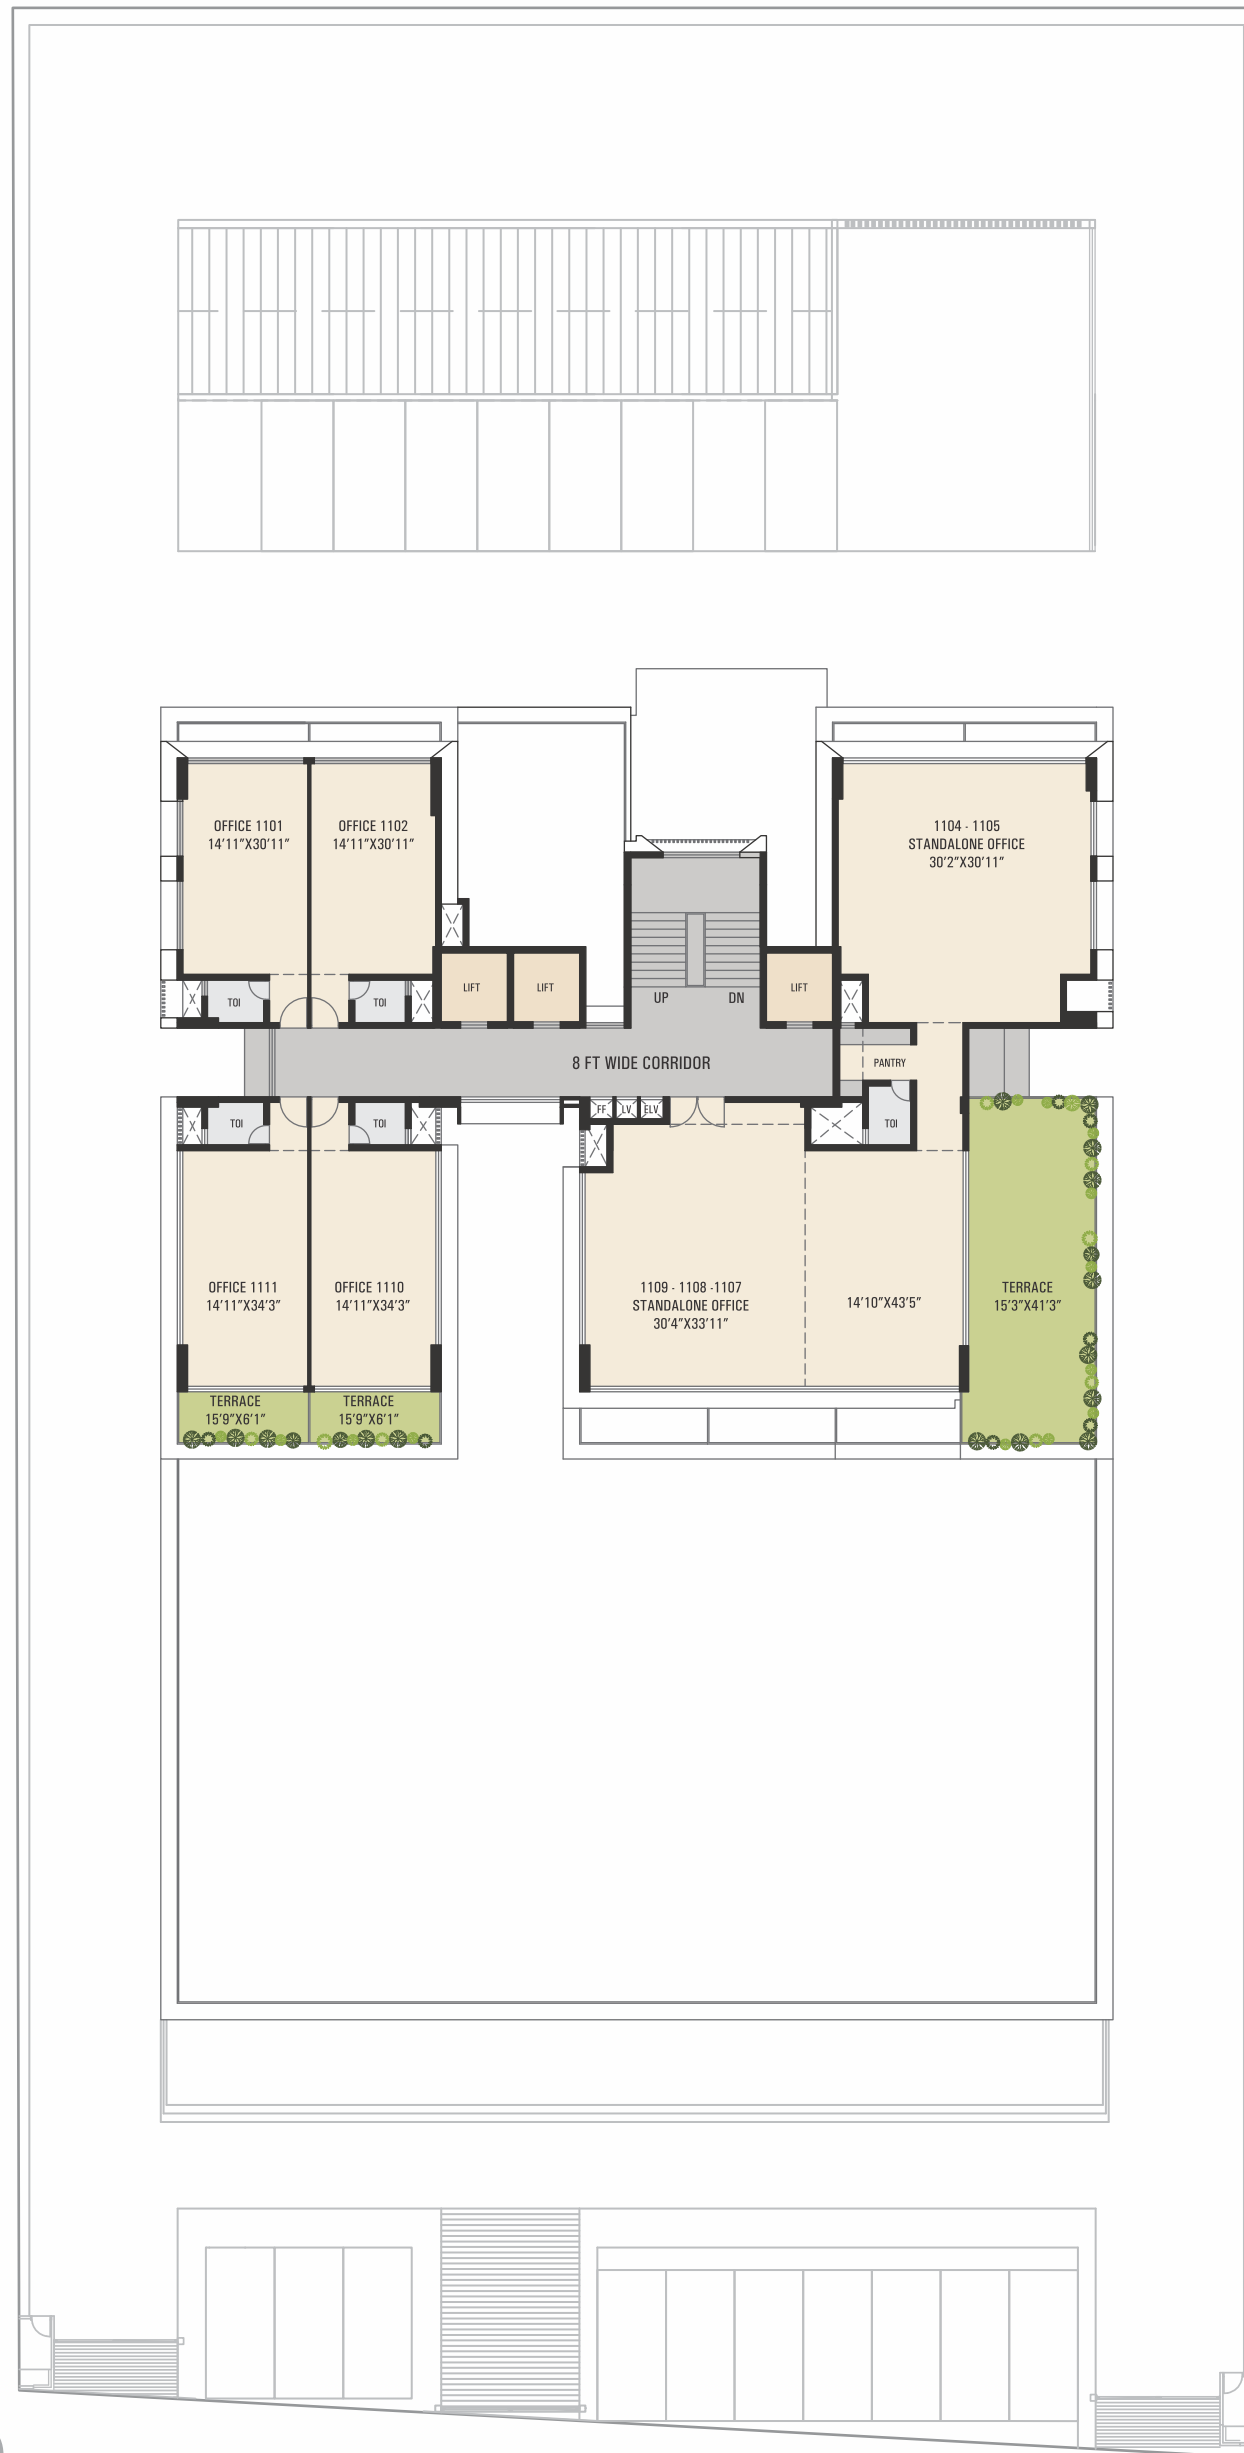 OFFICE 1101
14'11"X30'11"
OFFICE 1102
14'11"X30'11"
1104 - 1105
STANDALONE OFFICE
30'2"X30'11"
TOI
TOI
LIFT
LIFT
UP
DN
LIFT
8 FT WIDE CORRIDOR
PANTRY
TOI
TOI
FF
LV
ELV
TOI
OFFICE 1111
14'11"X34'3"
OFFICE 1110
14'11"X34'3"
1109 - 1108 -1107
STANDALONE OFFICE
30'4"X33'11"
14'10"X43'5"
TERRACE
15'3"X41'3"
TERRACE
15'9"X6'1"
TERRACE
15'9"X6'1"